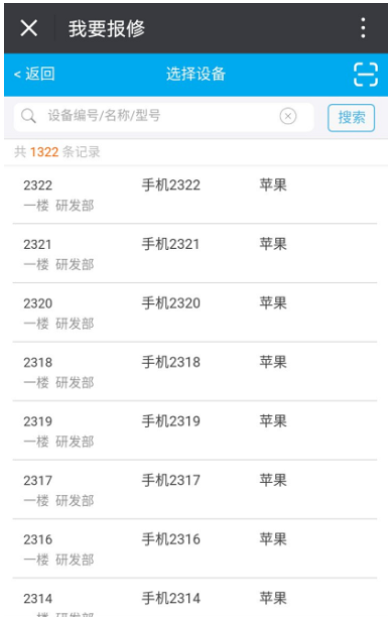 我要报修
< 返回 选择设备
设备编号/名称/型号 搜索
共 1322 条记录
2322 手机2322 苹果
一楼 研发部
2321 手机2321 苹果
一楼 研发部
2320 手机2320 苹果
一楼 研发部
2318 手机2318 苹果
一楼 研发部
2319 手机2319 苹果
一楼 研发部
2317 手机2317 苹果
一楼 研发部
2316 手机2316 苹果
一楼 研发部
2314 手机2314 苹果
一楼 研发部